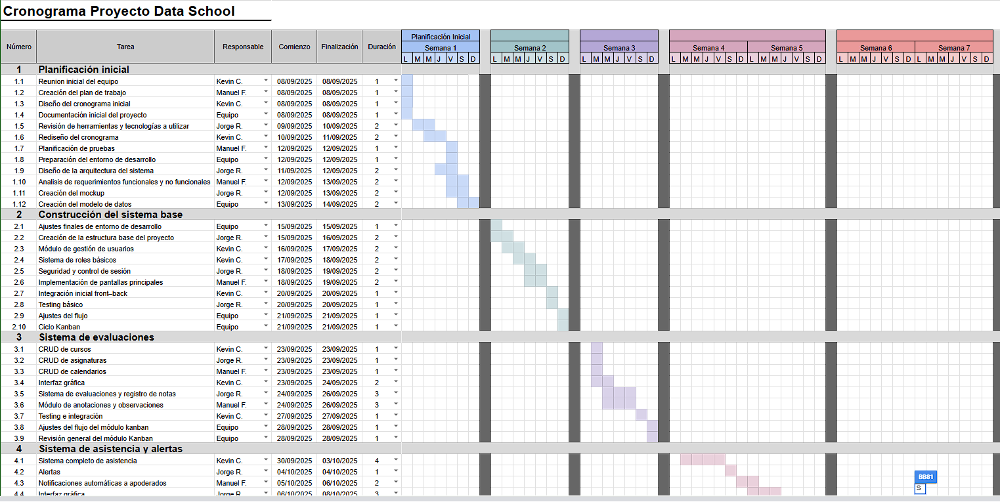 Cronograma Proyecto Data School
Planificación Inicial
Número Tarea Responsable Comienzo Finalización Duración Semana 1 Semana 2 Semana 3 Semana 4 Semana 5 Semana 6 Semana 7
L M M J V S D L M M J V S D L M M J V S D L M M J V S D L M M J V S D L M M J V S D L M M J V S D
1 Planificación inicial
1.1 Reunion inicial del equipo Kevin C. 08/09/2025 08/09/2025 1
1.2 Creación del plan de trabajo Manuel F. 08/09/2025 08/09/2025 1
1.3 Diseño del cronograma inicial Kevin C. 08/09/2025 08/09/2025 1
1.4 Documentación inicial del proyecto Equipo 08/09/2025 08/09/2025 1
1.5 Revisión de herramientas y tecnologías a utilizar Jorge R. 09/09/2025 10/09/2025 2
1.6 Rediseño del cronograma Kevin C. 10/09/2025 11/09/2025 2
1.7 Planificación de pruebas Manuel F. 12/09/2025 12/09/2025 1
1.8 Preparación del entorno de desarrollo Equipo 12/09/2025 12/09/2025 1
1.9 Diseño de la arquitectura del sistema Jorge R. 11/09/2025 12/09/2025 2
1.10 Analisis de requerimientos funcionales y no funcionales Manuel F. 12/09/2025 13/09/2025 2
1.11 Creación del mockup Jorge R. 12/09/2025 13/09/2025 2
1.12 Creación del modelo de datos Equipo 13/09/2025 14/09/2025 2
2 Construcción del sistema base
2.1 Ajustes finales de entorno de desarrollo Equipo 15/09/2025 15/09/2025 1
2.2 Creación de la estructura base del proyecto Jorge R. 15/09/2025 16/09/2025 2
2.3 Módulo de gestión de usuarios Kevin C. 16/09/2025 17/09/2025 2
2.4 Sistema de roles básicos Kevin C. 17/09/2025 18/09/2025 2
2.5 Seguridad y control de sesión Jorge R. 18/09/2025 19/09/2025 2
2.6 Implementación de pantallas principales Manuel F. 18/09/2025 19/09/2025 2
2.7 Integración inicial front–back Kevin C. 20/09/2025 20/09/2025 1
2.8 Testing básico Jorge R. 20/09/2025 20/09/2025 1
2.9 Ajustes del flujo Equipo 21/09/2025 21/09/2025 1
2.10 Ciclo Kanban Equipo 21/09/2025 21/09/2025 1
3 Sistema de evaluaciones
3.1 CRUD de cursos Kevin C. 23/09/2025 23/09/2025 1
3.2 CRUD de asignaturas Jorge R. 23/09/2025 23/09/2025 1
3.3 CRUD de calendarios Manuel F. 23/09/2025 23/09/2025 1
3.4 Interfaz gráfica Kevin C. 23/09/2025 24/09/2025 2
3.5 Sistema de evaluaciones y registro de notas Jorge R. 24/09/2025 26/09/2025 3
3.6 Módulo de anotaciones y observaciones Manuel F. 24/09/2025 26/09/2025 3
3.7 Testing e integración Kevin C. 27/09/2025 27/09/2025 1
3.8 Ajustes del flujo del módulo kanban Equipo 28/09/2025 28/09/2025 1
3.9 Revisión general del módulo Kanban Equipo 28/09/2025 28/09/2025 1
4 Sistema de asistencia y alertas
4.1 Sistema completo de asistencia Kevin C. 30/09/2025 03/10/2025 4
4.2 Alertas Jorge R. 04/10/2025 04/10/2025 1
BB81
4.3 Notificaciones automáticas a apoderados Manuel F. 05/10/2025 06/10/2025 2
S
4.4 Interfaz gráfica Jorge R. 06/10/2025 08/10/2025 3